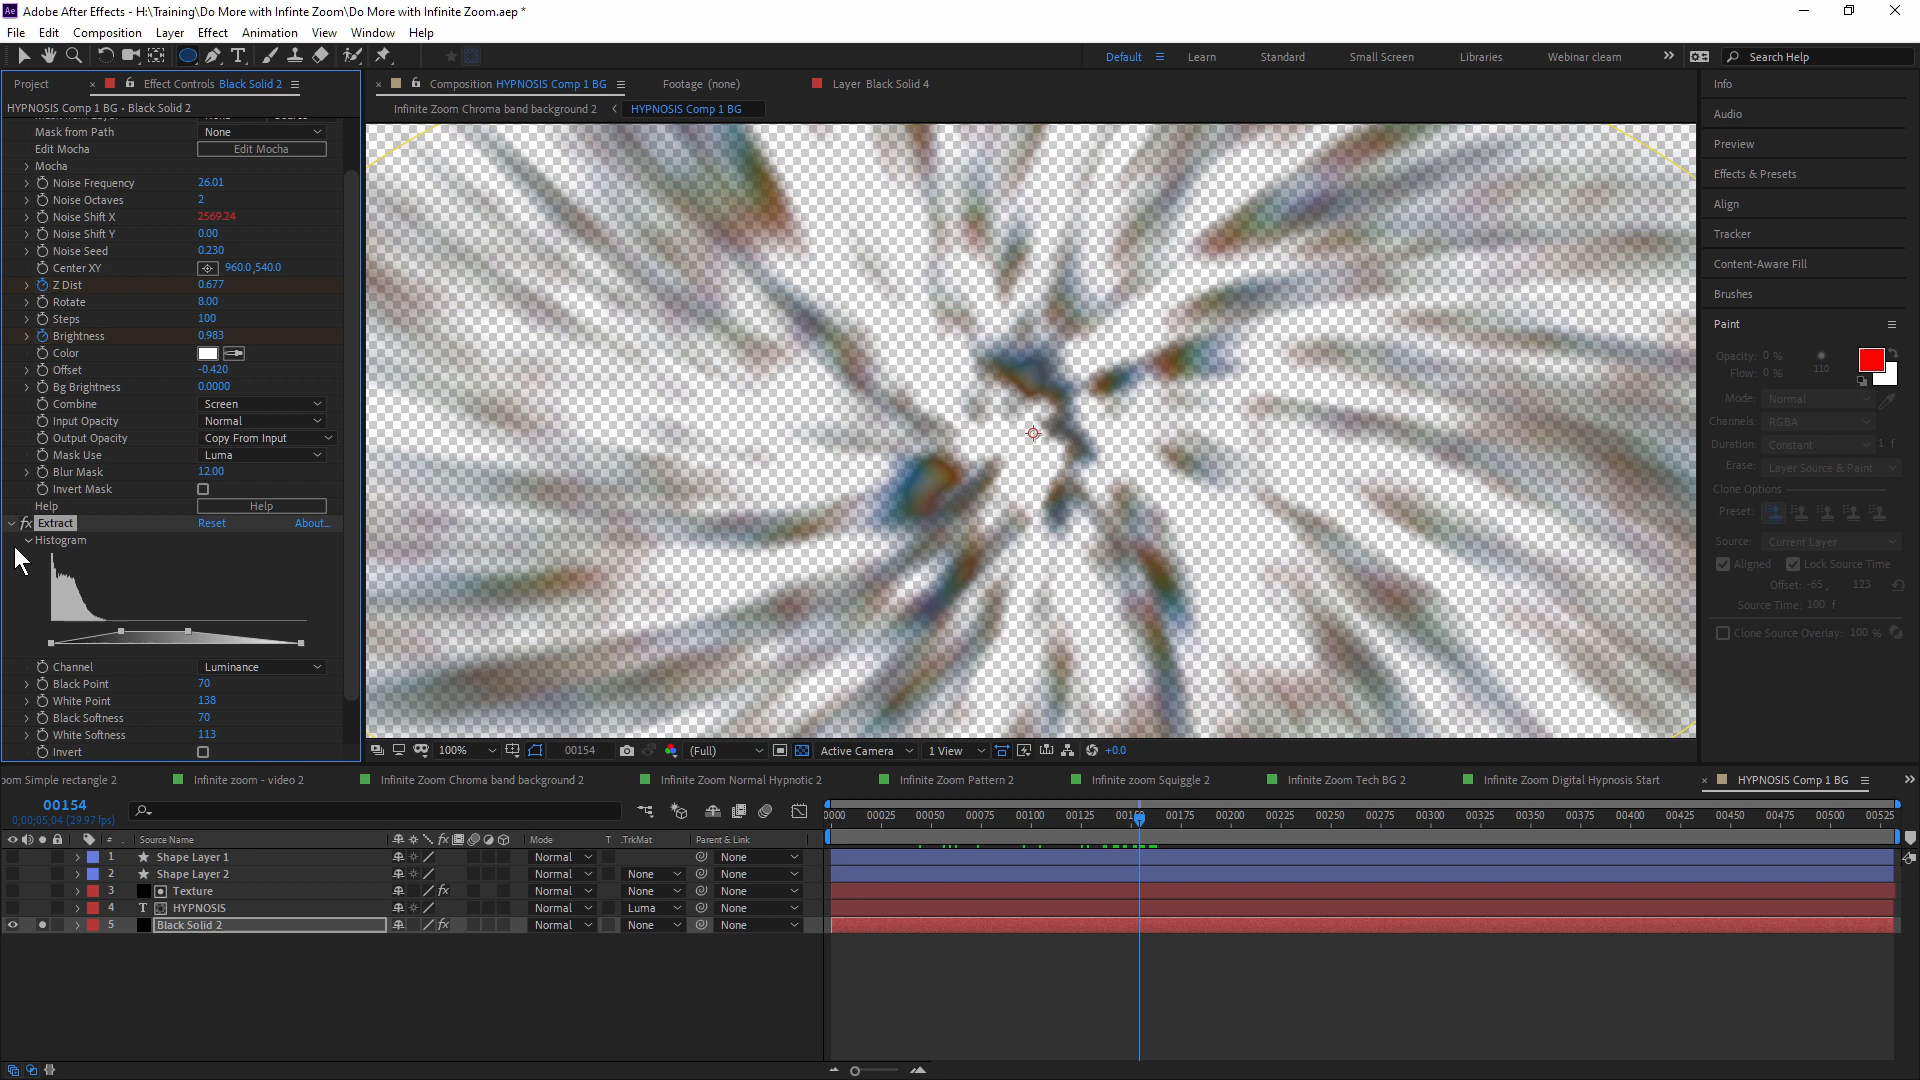 Adobe After Effects - H:\Training\Do More with Infinte Zoom\Do More with Infinite Zoom.aep *
File Edit Composition Layer Effect Animation View Window Help
Default Learn Standard Small Screen Libraries Webinar cleam Search Help
Project Effect Controls Black Solid 2 Composition HYPNOSIS Comp 1 BG Footage (none) Layer Black Solid 4 Info
HYPNOSIS Comp 1 BG • Black Solid 2 Infinite Zoom Chroma band background 2 HYPNOSIS Comp 1 BG
Mask from Path None
Edit Mocha Edit Mocha
Mocha
Noise Frequency 26.01
Noise Octaves 2
Noise Shift X 2569.24
Noise Shift Y 0.00
Noise Seed 0.230
Center XY 960.0,540.0
Z Dist 0.677
Rotate 8.00
Steps 100
Brightness 0.983
Color
Offset -0.420
Bg Brightness 0.0000
Combine Screen
Input Opacity Normal
Output Opacity Copy From Input
Mask Use Luma
Blur Mask 12.00
Invert Mask
Help Help
fx Extract Reset About...
Histogram
Channel Luminance
Black Point 70
White Point 138
Black Softness 70
White Softness 113
Invert
100% 00154 (Full) Active Camera 1 View +0.0
Audio
Preview
Effects & Presets
Align
Tracker
Content-Aware Fill
Brushes
Paint
Opacity: 0 %
Flow: 0 % 110
Mode: Normal
Channels: RGBA
Duration: Constant 1 f
Erase: Layer Source & Paint
Clone Options
Preset:
Source: Current Layer
Aligned Lock Source Time
Offset: -65, 123
Source Time: 100 f
Clone Source Overlay: 100 %
oom Simple rectangle 2 Infinite zoom - video 2 Infinite Zoom Chroma band background 2 Infinite Zoom Normal Hypnotic 2 Infinite Zoom Pattern 2 Infinite zoom Squiggle 2 Infinite Zoom Tech BG 2 Infinite Zoom Digital Hypnosis Start HYPNOSIS Comp 1 BG
00154
0;00;05;04 (29.97 fps)
0000 00025 00050 00075 00100 00125 00175 00200 00225 00250 00275 00300 00325 00350 00375 00400 00425 00450 00475 00500 00525
# Source Name fx Mode T .TrkMat Parent & Link
1 Shape Layer 1 Normal None
2 Shape Layer 2 Normal None None
3 Texture fx Normal None None
4 T HYPNOSIS Normal Luma None
5 Black Solid 2 fx Normal None None